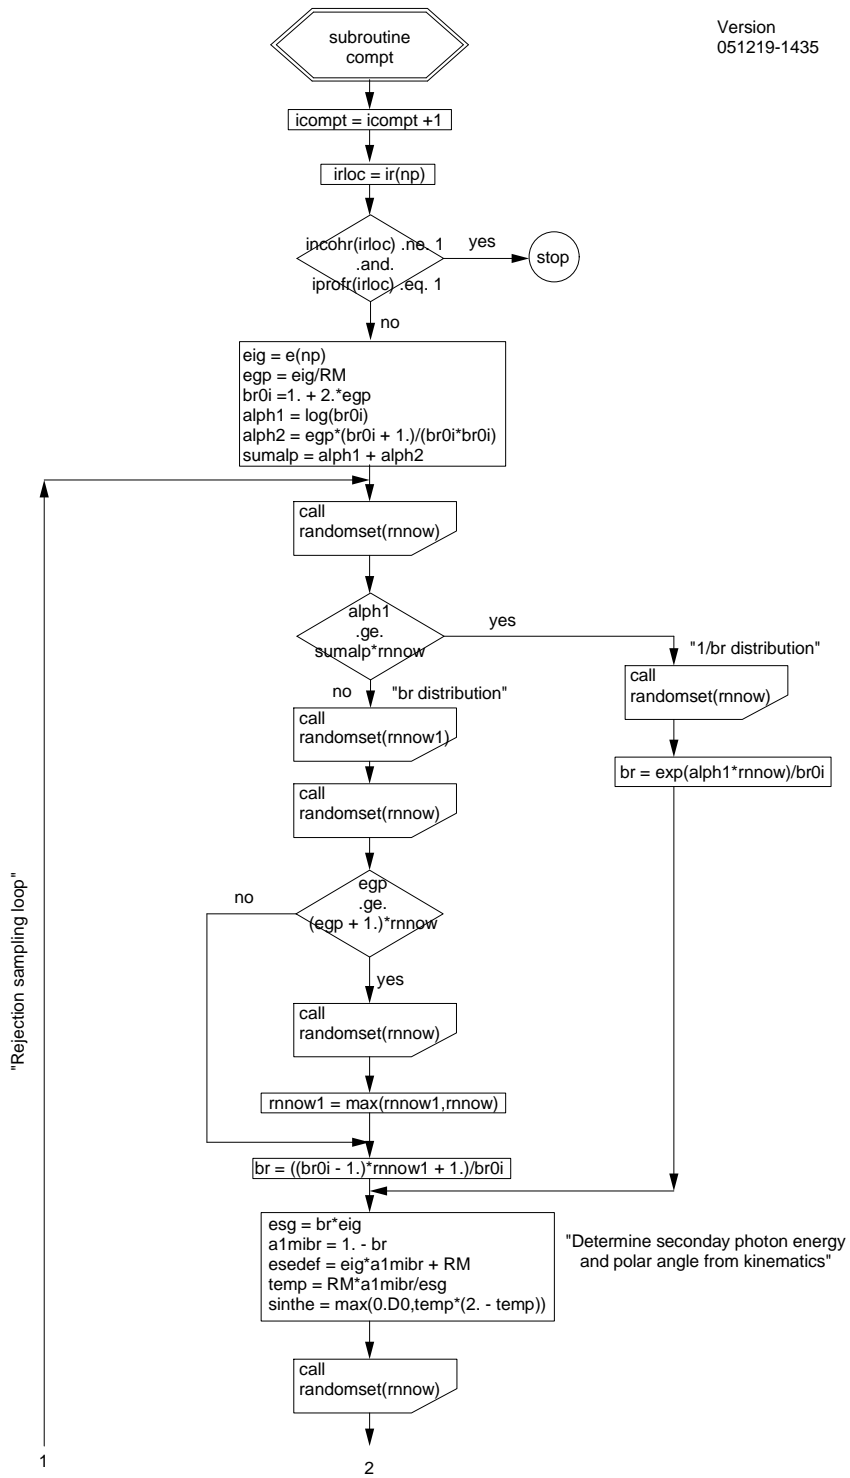 subroutine
compt
Version
051219-1435
icompt = icompt +1
irloc = ir(np)
incohr(irloc) .ne. 1
.and.
iprofr(irloc) .eq. 1
yes
stop
no
eig = e(np)
egp = eig/RM
br0i =1. + 2.*egp
alph1 = log(br0i)
alph2 = egp*(br0i + 1.)/(br0i*br0i)
sumalp = alph1 + alph2
call
randomset(rnnow)
alph1
.ge.
sumalp*rnnow
yes
"1/br distribution"
call
randomset(rnnow)
br = exp(alph1*rnnow)/br0i
no
"br distribution"
call
randomset(rnnow1)
call
randomset(rnnow)
egp
.ge.
(egp + 1.)*rnnow
no
yes
call
randomset(rnnow)
rnnow1 = max(rnnow1,rnnow)
br = ((br0i - 1.)*rnnow1 + 1.)/br0i
esg = br*eig
a1mibr = 1. - br
esedef = eig*a1mibr + RM
temp = RM*a1mibr/esg
sinthe = max(0.D0,temp*(2. - temp))
"Determine seconday photon energy
and polar angle from kinematics"
call
randomset(rnnow)
"Rejection sampling loop"
1
2